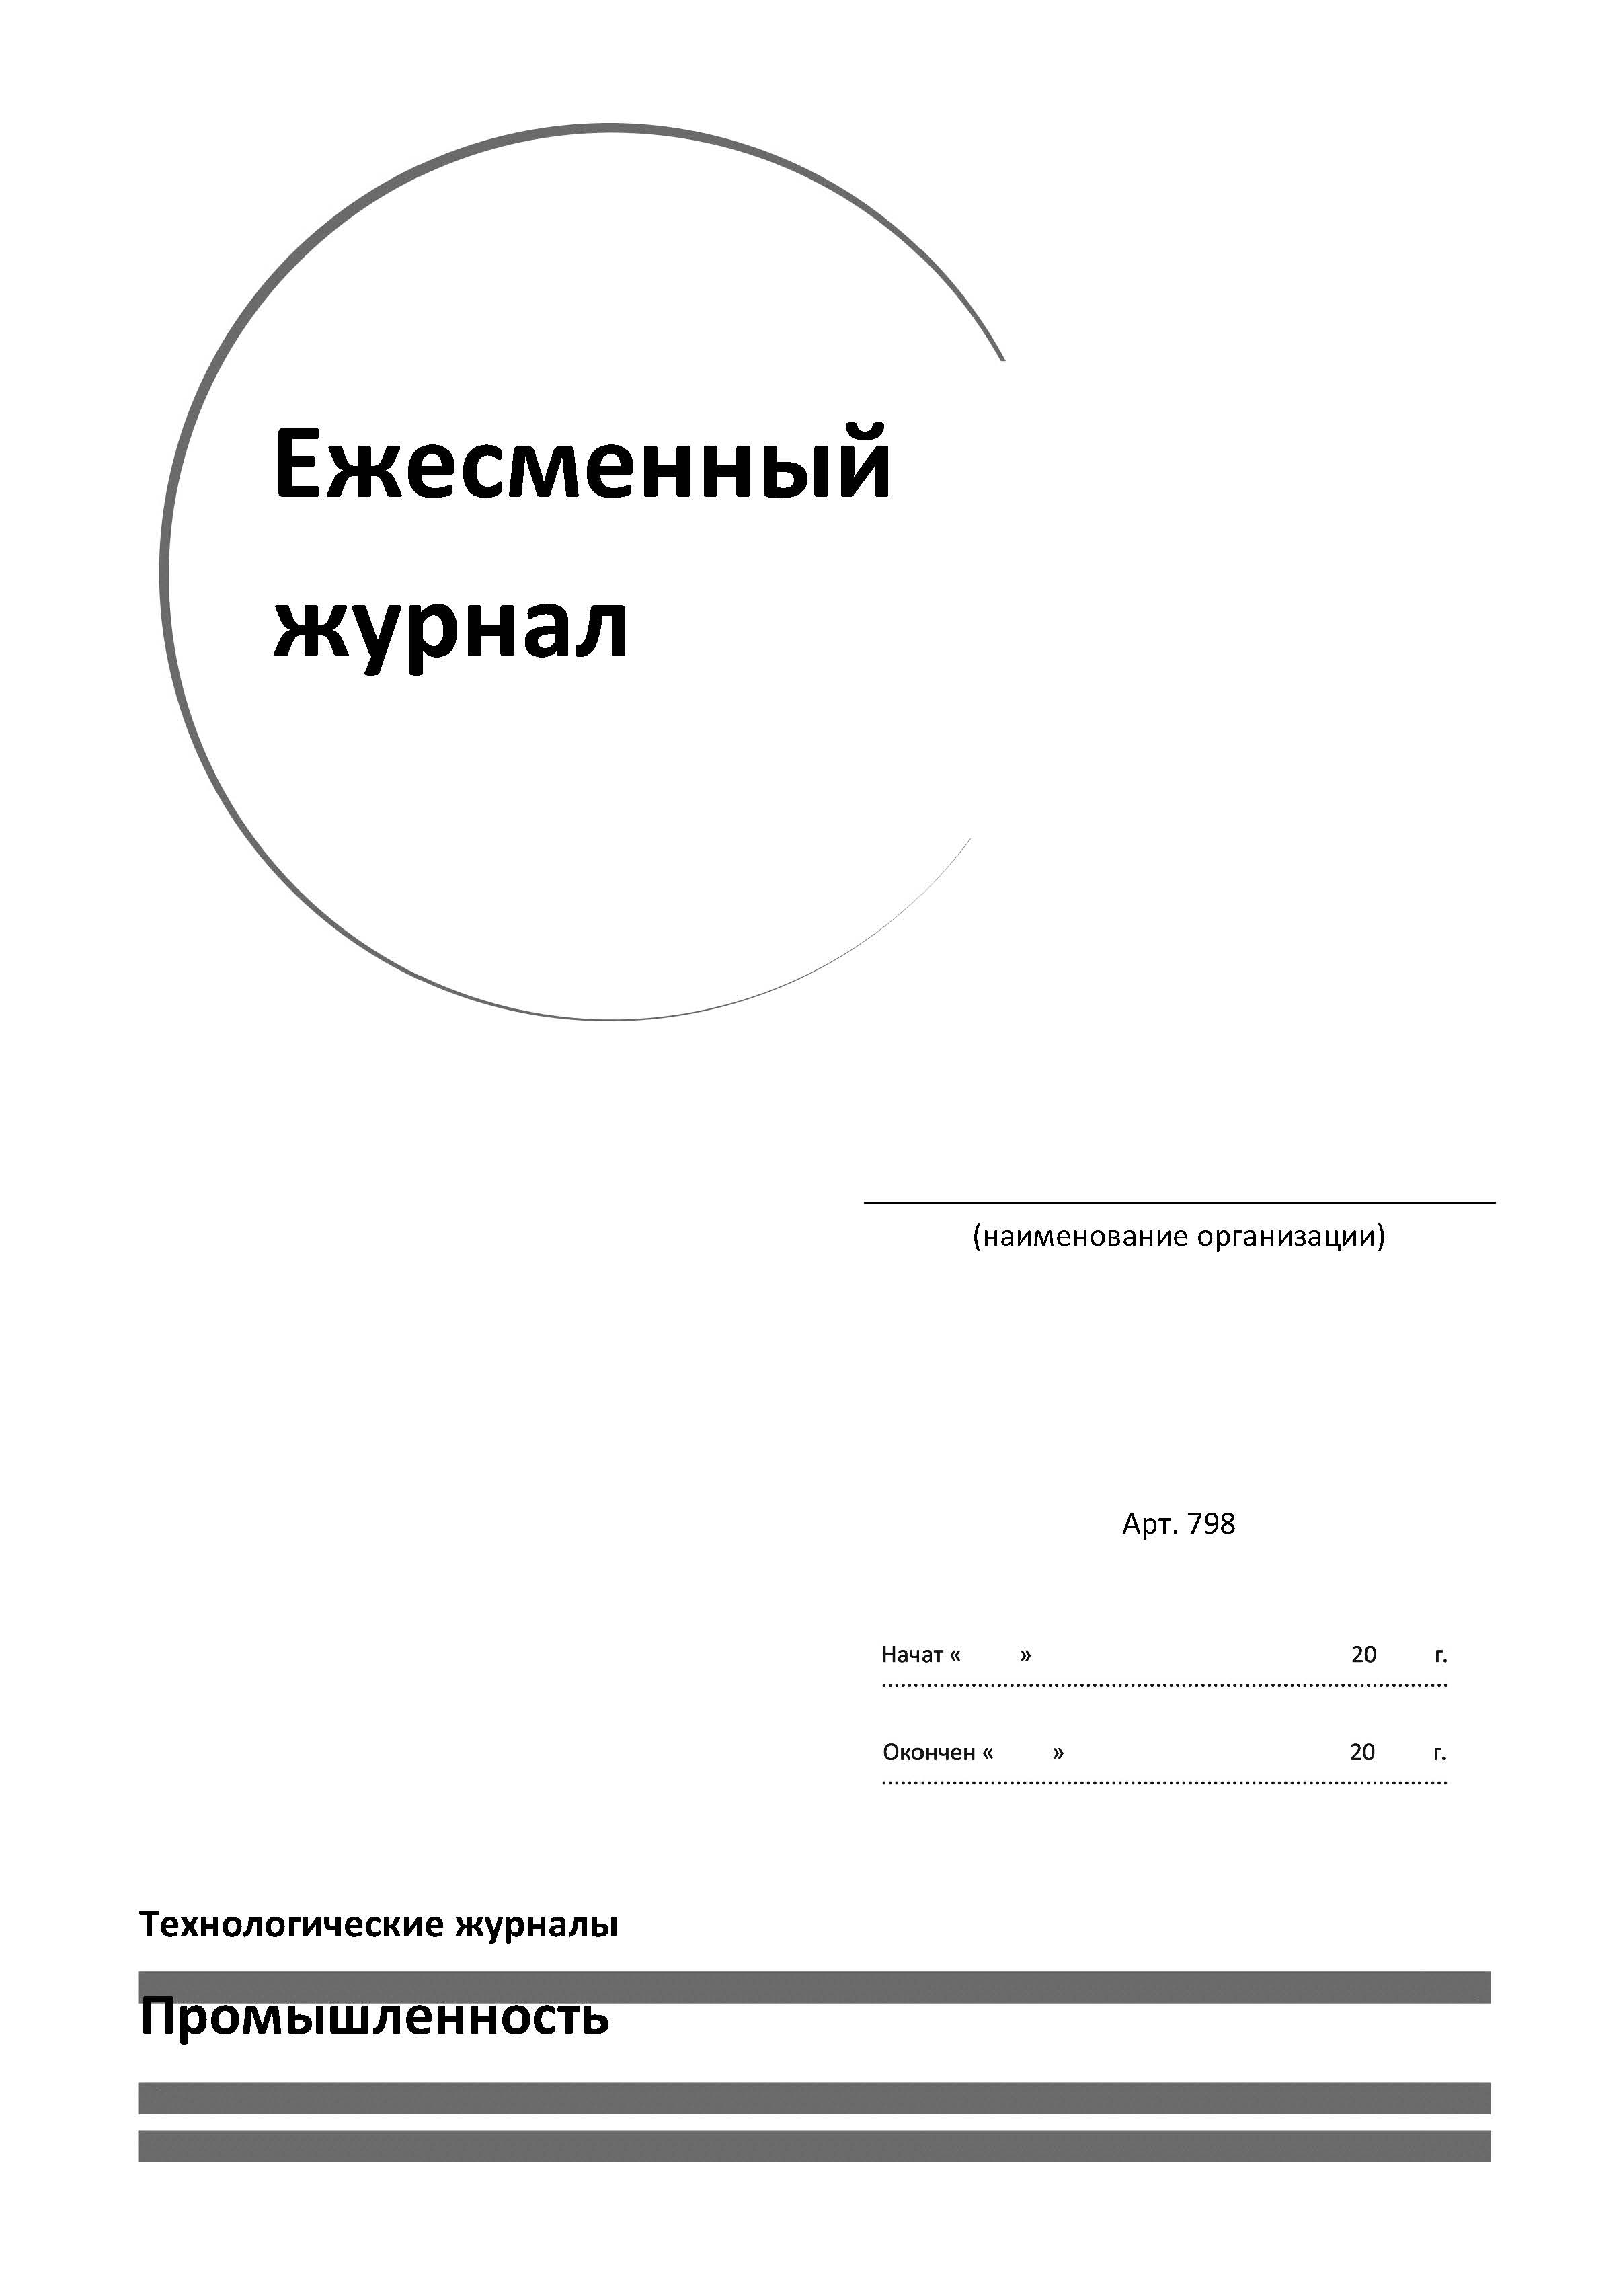 Ежесменный
журнал
(наименование организации)
Арт. 798
Начат « » 20 г.
Окончен « » 20 г.
Технологические журналы
Промышленность